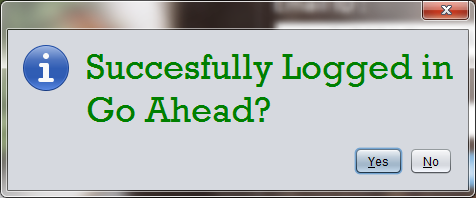 Succesfully Logged in
Go Ahead?
Yes No